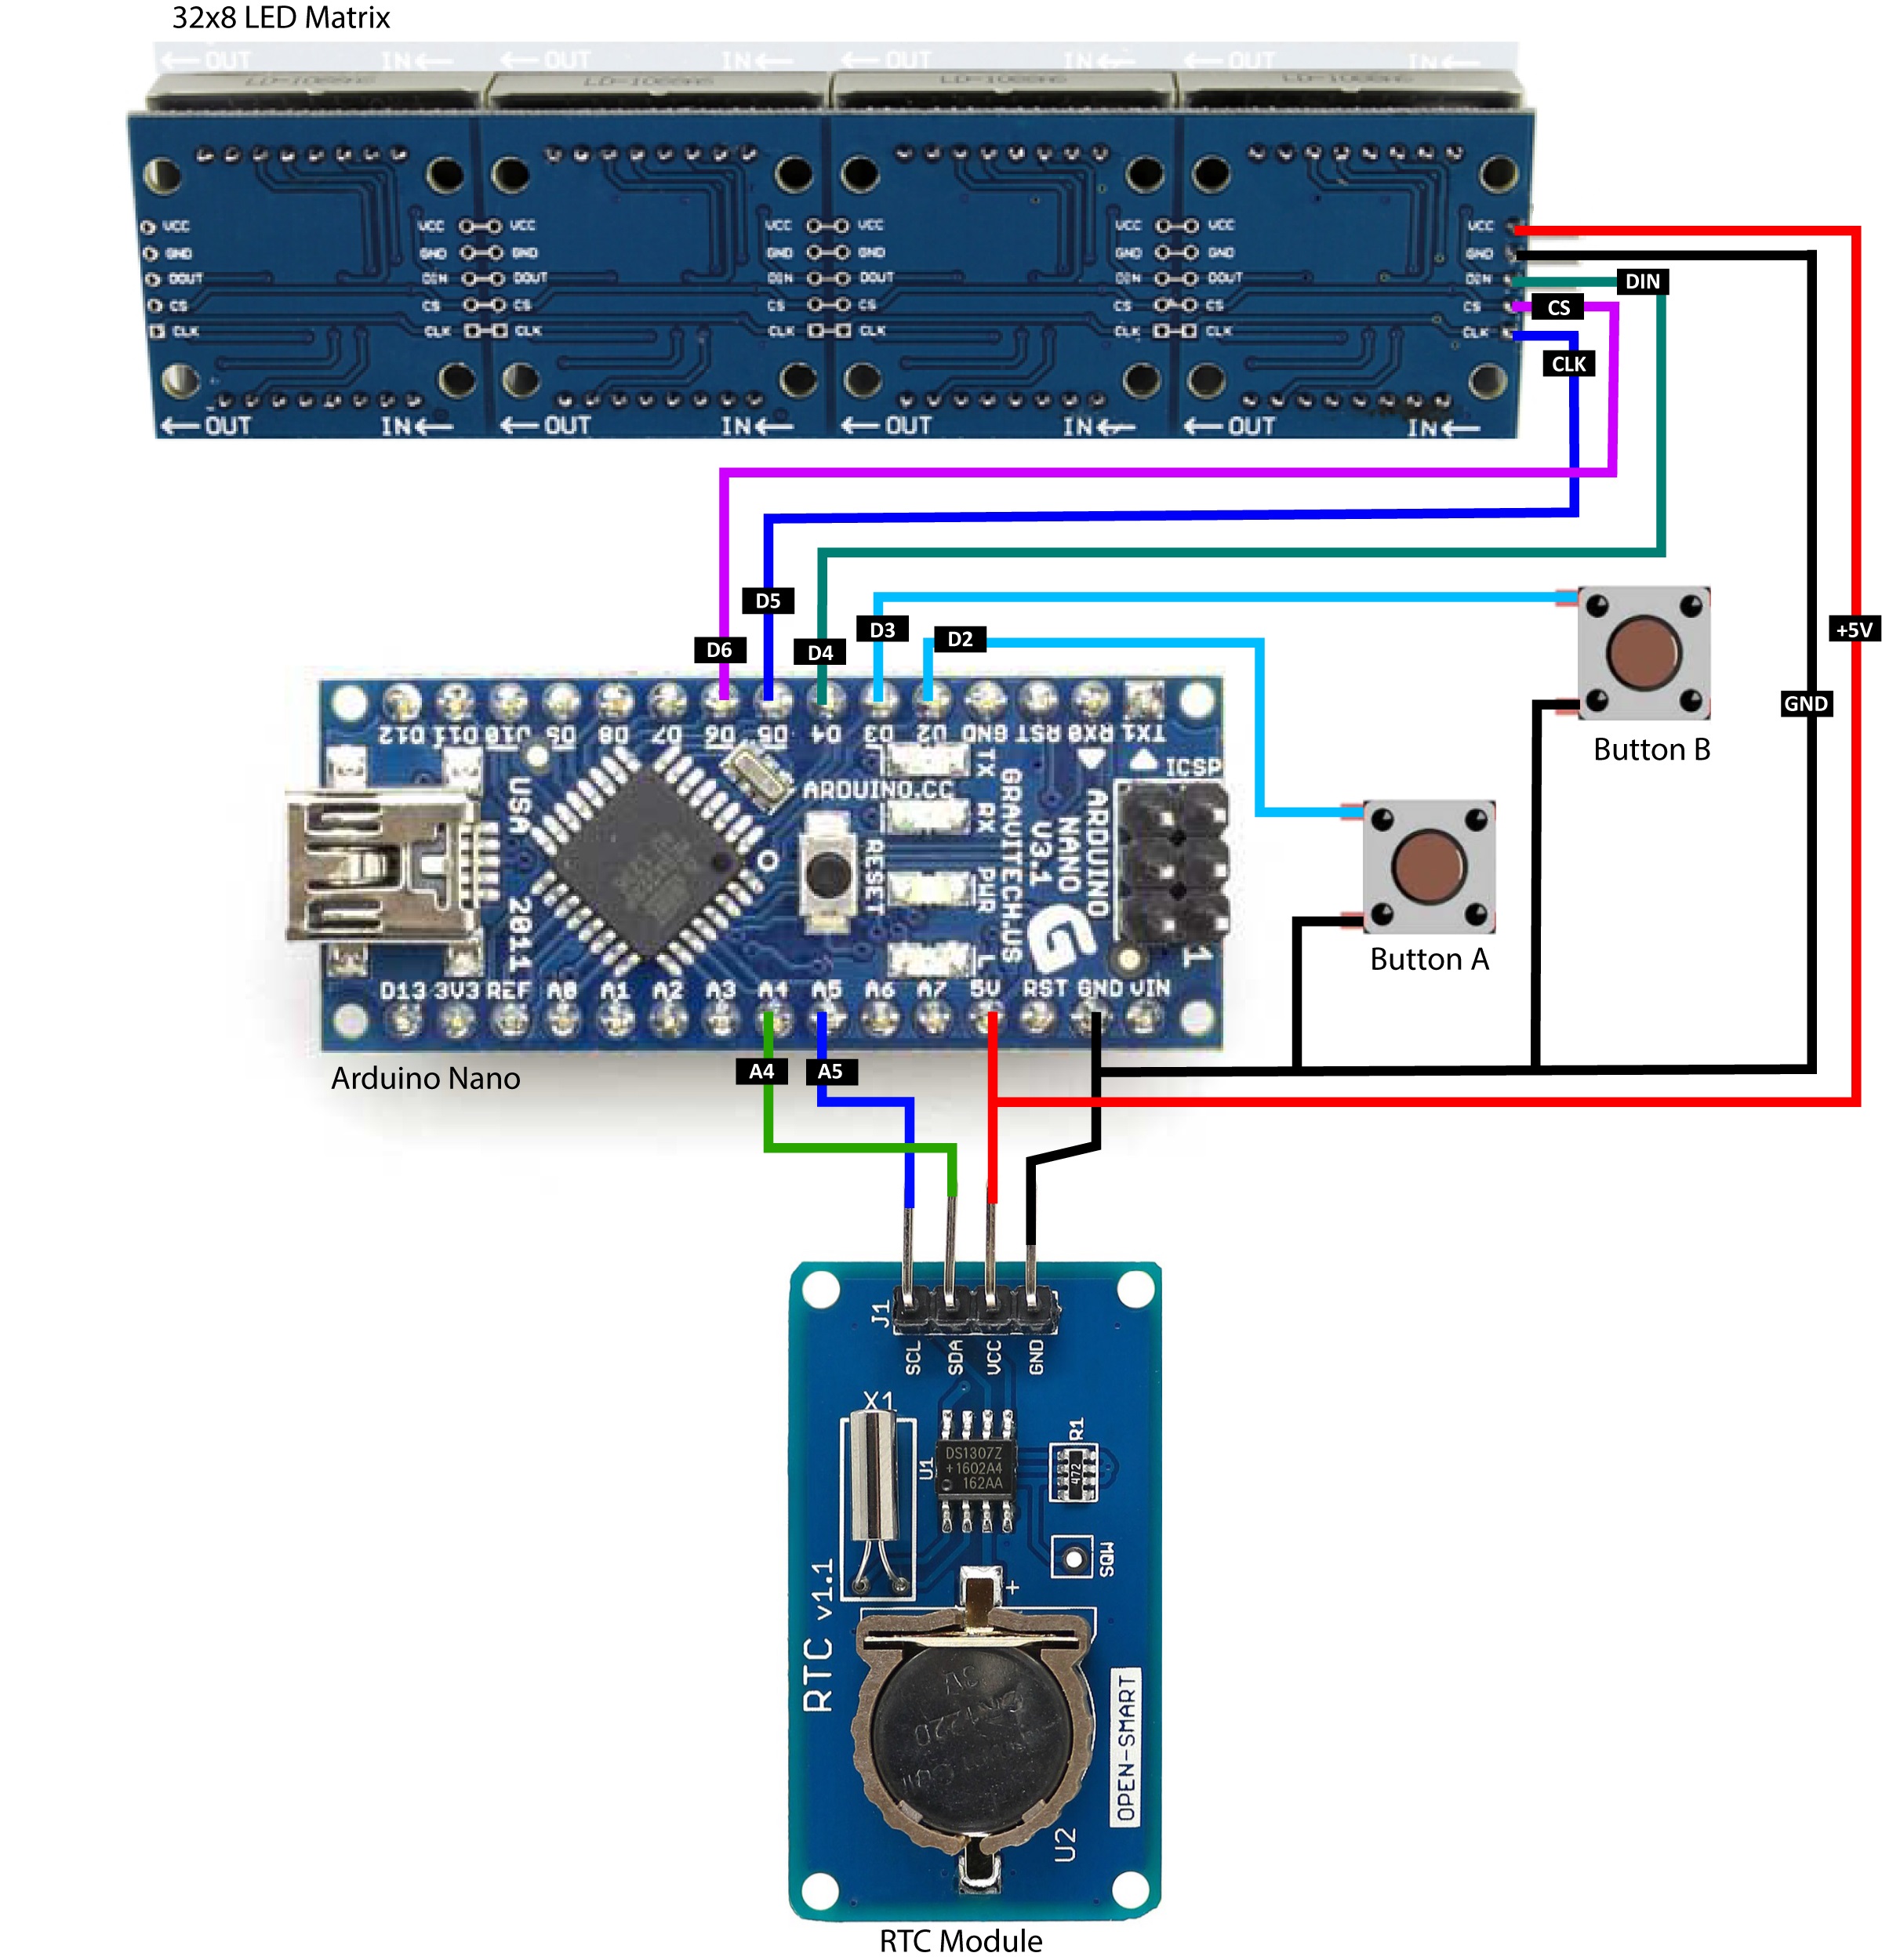 32x8 LED Matrix
←OUT IN← ←OUT IN← ←OUT IN← ←OUT IN←
VCC VCC VCC VCC VCC VCC VCC VCC
GND GND GND GND GND GND GND GND
DOUT DIN DOUT DIN DOUT DIN DOUT DIN
CS CS CS CS CS CS CS CS
CLK CLK CLK CLK CLK CLK CLK CLK
←OUT IN← ←OUT IN← ←OUT IN← ←OUT IN←
DIN
CS
CLK
D5
D3
D2
D6
D4
+5V
GND
Button B
D12 D11 D10 D9 D8 D7 D6 D5 D4 D3 D2 GND RST RX0 TX1
ICSP
ARDUINO.CC
USA
2011
RESET
TX
RX
PWR
L
GRAVITECH.US
ARDUINO
NANO
V3.1
G
1
Button A
D13 3V3 REF A0 A1 A2 A3 A4 A5 A6 A7 5V RST GND VIN
Arduino Nano
A4
A5
J1
SCL
SDA
VCC
GND
X1
U1
DS1307Z
+1602A4
162AA
R1
472
SQW
+
RTC v1.1
3V
OPEN-SMART
U2
RTC Module